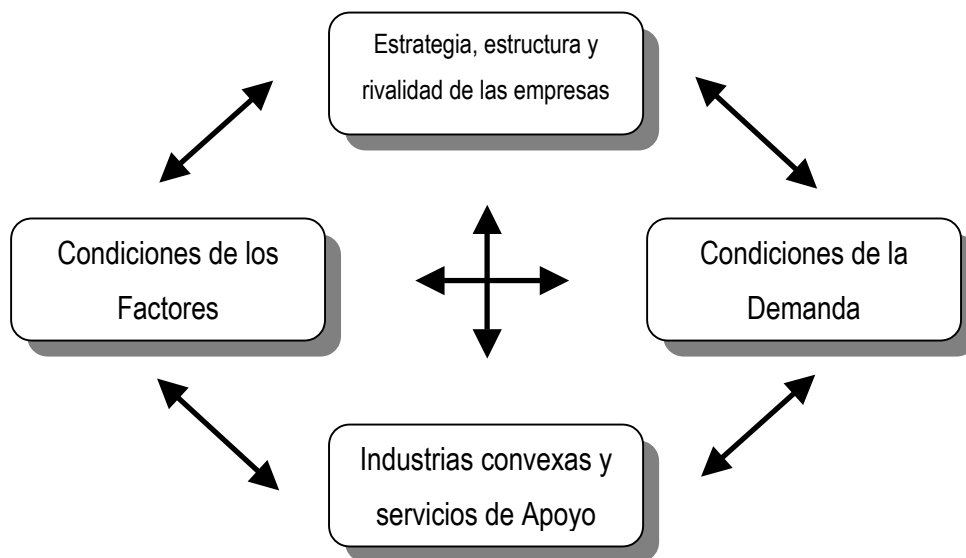 Estrategia, estructura y
rivalidad de las empresas
Condiciones de los
Factores
Condiciones de la
Demanda
Industrias convexas y
servicios de Apoyo